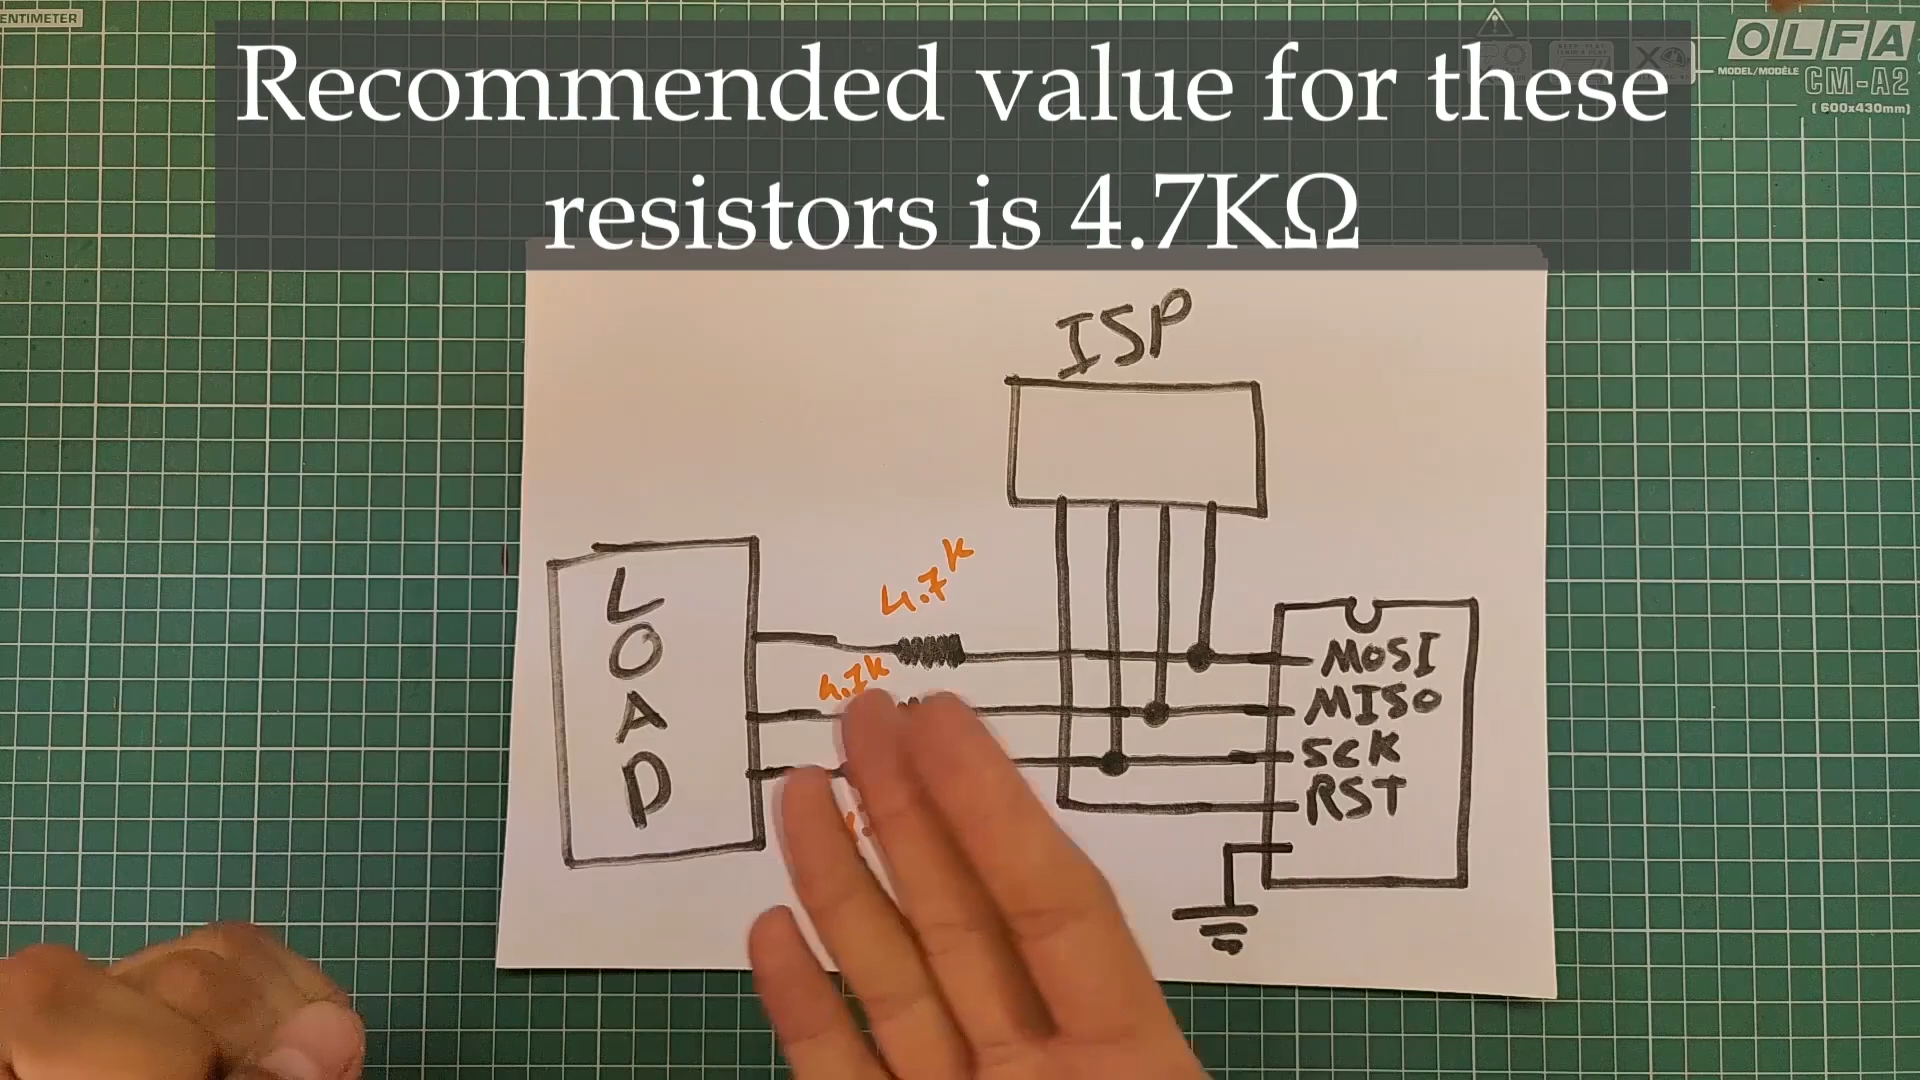 ENTIMETER
OLFA
MODEL/MODÈLE CM-A2
( 600x430mm)
Recommended value for these
resistors is 4.7KΩ
ISP
LOAD
4.7K
4.7K
MOSI
MISO
SCK
RST